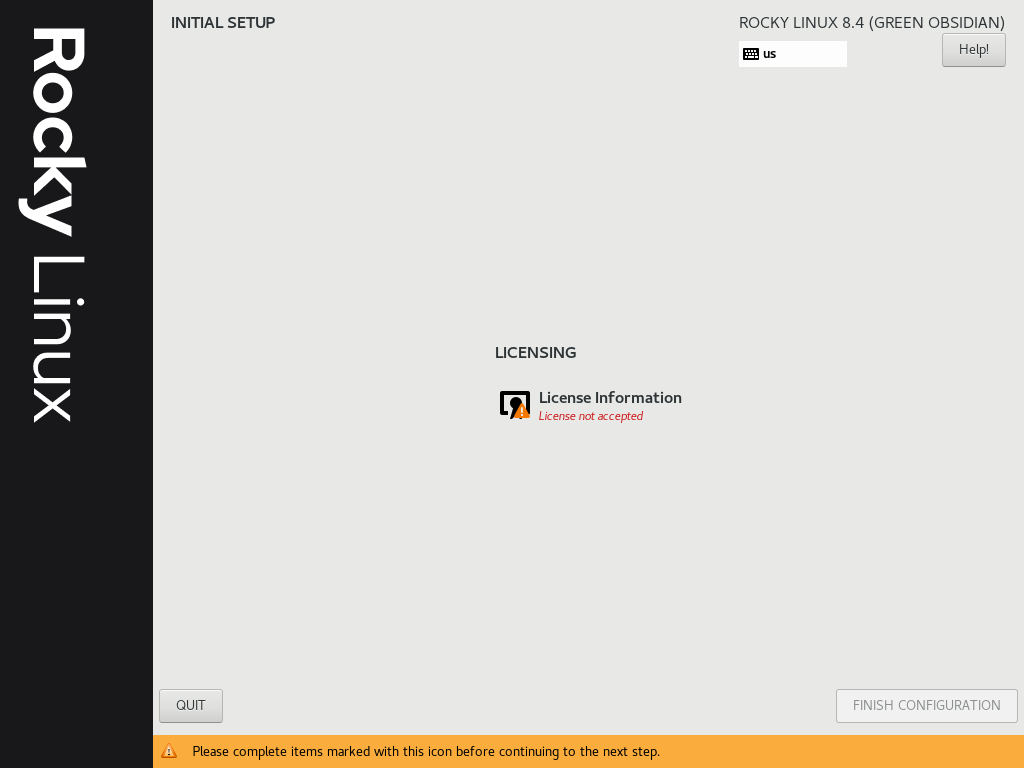 Rocky Linux
INITIAL SETUP
ROCKY LINUX 8.4 (GREEN OBSIDIAN)
us
Help!
LICENSING
License Information
License not accepted
QUIT
FINISH CONFIGURATION
Please complete items marked with this icon before continuing to the next step.